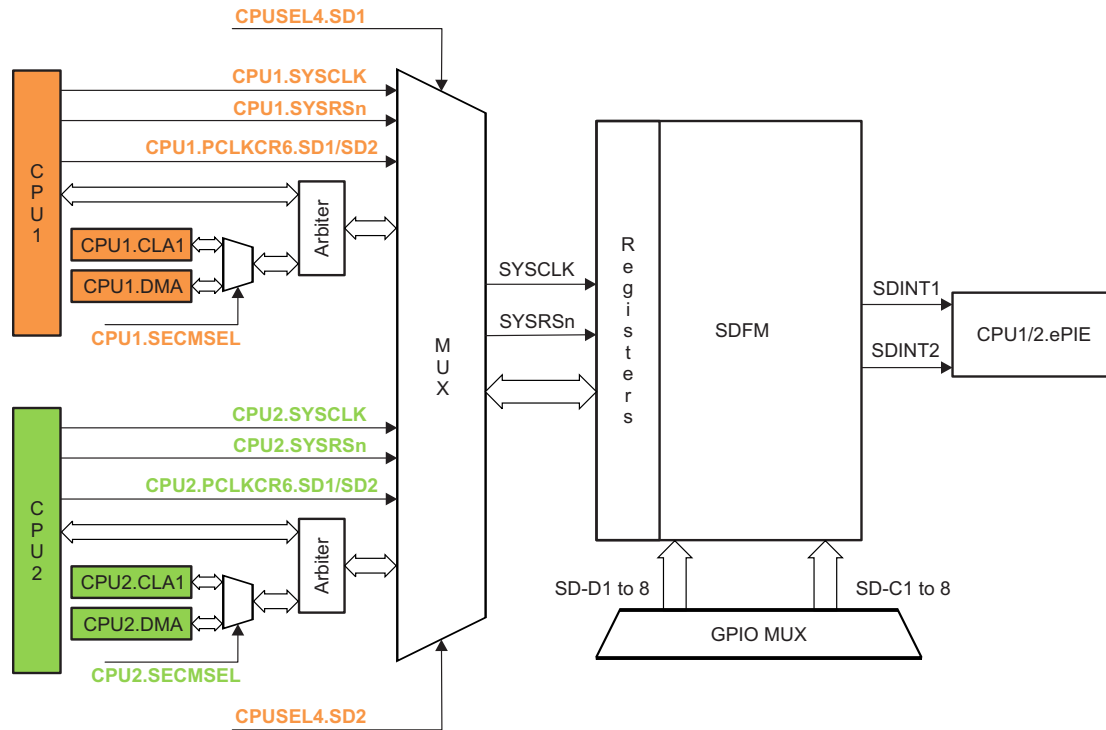 CPUSEL4.SD1
CPU1
CPU1.SYSCLK
CPU1.SYSRSn
CPU1.PCLKCR6.SD1/SD2
Arbiter
CPU1.CLA1
CPU1.DMA
CPU1.SECMSEL
MUX
SYSCLK
SYSRSn
Registers
SDFM
SDINT1
SDINT2
CPU1/2.ePIE
CPU2
CPU2.SYSCLK
CPU2.SYSRSn
CPU2.PCLKCR6.SD1/SD2
Arbiter
CPU2.CLA1
CPU2.DMA
CPU2.SECMSEL
SD-D1 to 8
SD-C1 to 8
GPIO MUX
CPUSEL4.SD2